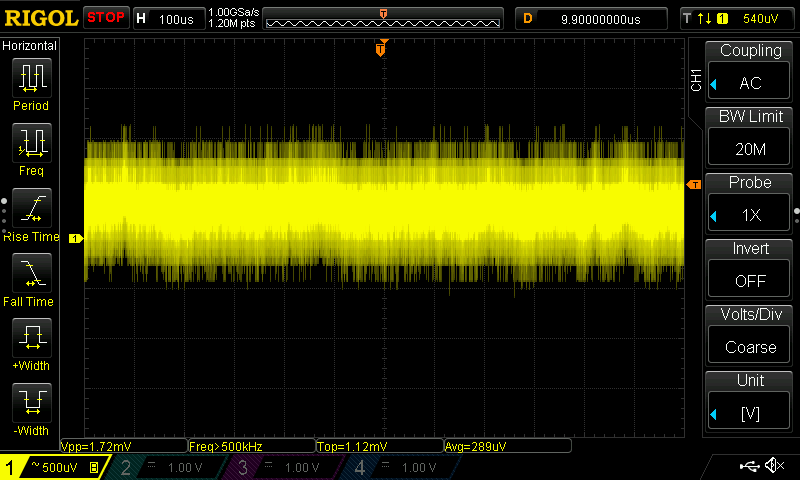 RIGOL STOP H 100us 1.00GSa/s 1.20M pts T D 9.90000000us T 1 540uV
Horizontal
Period
Freq
Rise Time
Fall Time
+Width
-Width
T
T
1
CH1
Coupling
AC
BW Limit
20M
Probe
1X
Invert
OFF
Volts/Div
Coarse
Unit
[V]
Vpp=1.72mV Freq>500kHz Top=1.12mV Avg=289uV
1 ~ 500uV B 2 1.00 V 3 1.00 V 4 1.00 V